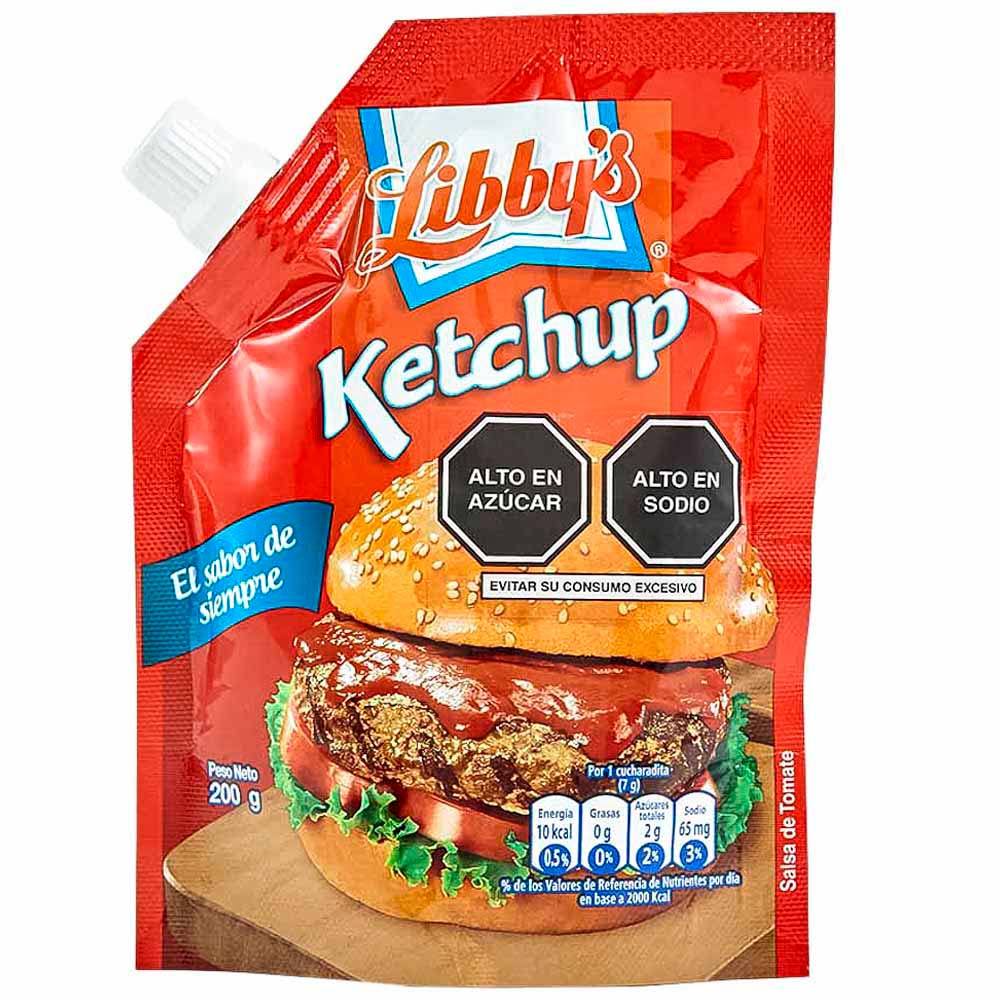 Libby's
®
Ketchup
ALTO EN
AZÚCAR
ALTO EN
SODIO
EVITAR SU CONSUMO EXCESIVO
El sabor de
siempre
Peso Neto
200 g
Por 1 cucharadita
(7 g)
Energía
10 kcal
0.5%
Grasas
0 g
0%
Azúcares
totales
2 g
2%
Sodio
65 mg
3%
% de los Valores de Referencia de Nutrientes por día
en base a 2000 Kcal
Salsa de Tomate